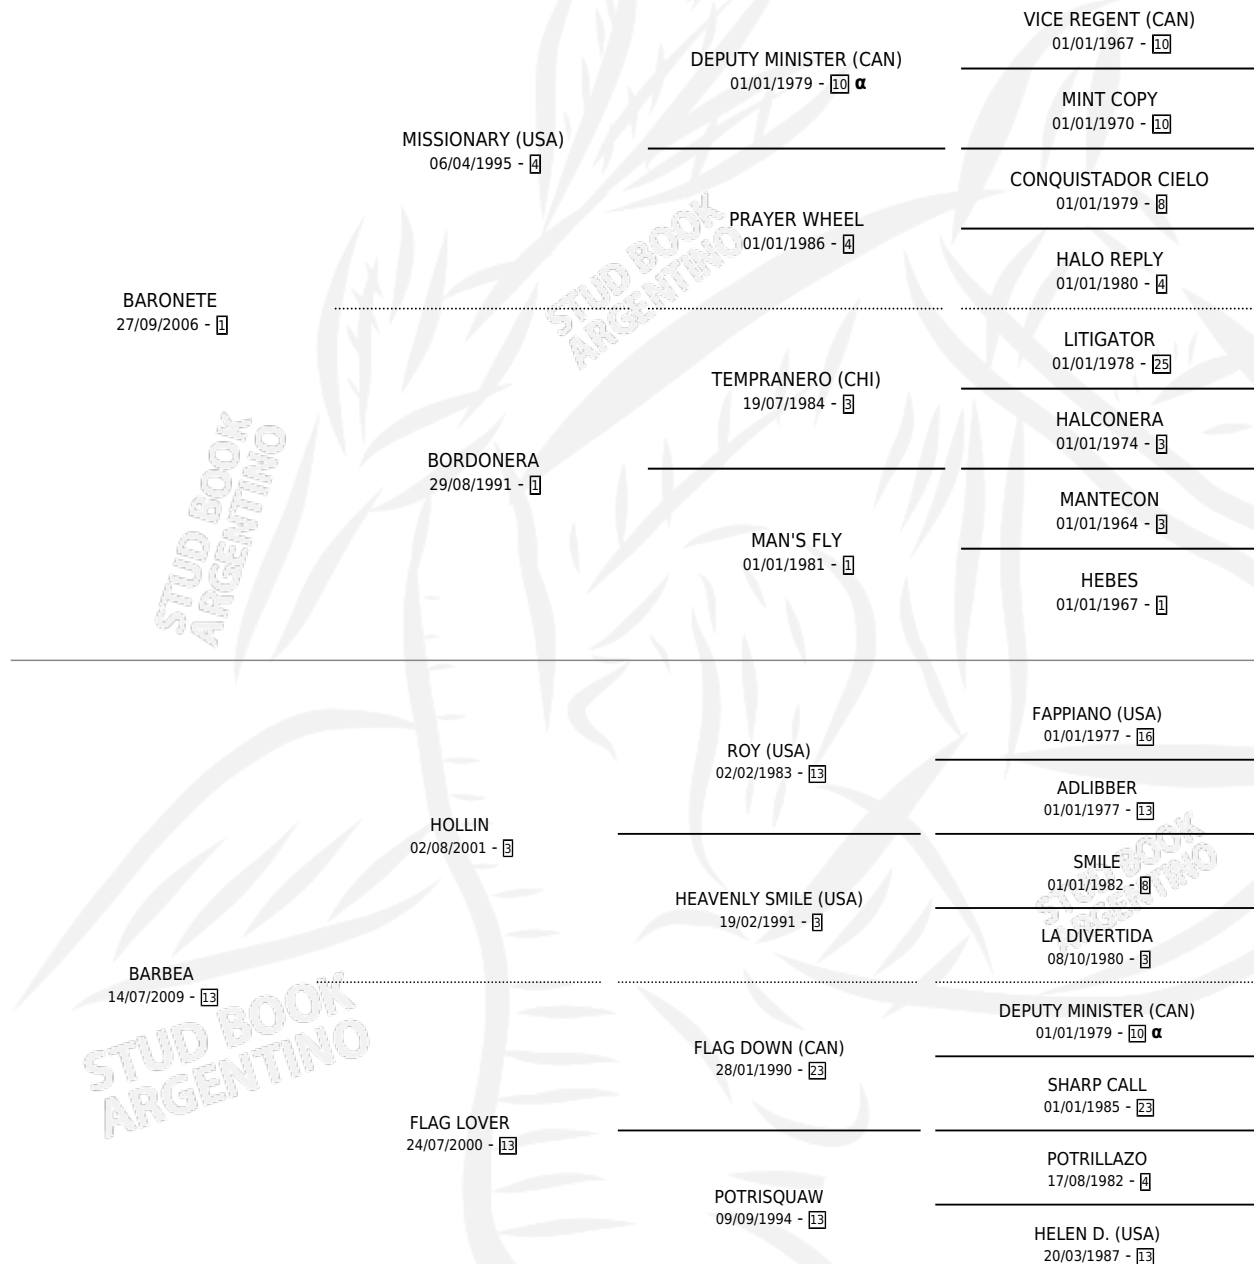 VICE REGENT (CAN)
01/01/1967 - 10
DEPUTY MINISTER (CAN)
01/01/1979 - 10 α
MINT COPY
01/01/1970 - 10
MISSIONARY (USA)
06/04/1995 - 4
CONQUISTADOR CIELO
01/01/1979 - 8
PRAYER WHEEL
01/01/1986 - 4
HALO REPLY
01/01/1980 - 4
BARONETE
27/09/2006 - 1
LITIGATOR
01/01/1978 - 25
TEMPRANERO (CHI)
19/07/1984 - 3
HALCONERA
01/01/1974 - 3
BORDONERA
29/08/1991 - 1
MANTECON
01/01/1964 - 3
MAN'S FLY
01/01/1981 - 1
HEBES
01/01/1967 - 1
FAPPIANO (USA)
01/01/1977 - 16
ROY (USA)
02/02/1983 - 13
ADLIBBER
01/01/1977 - 13
HOLLIN
02/08/2001 - 3
SMILE
01/01/1982 - 8
HEAVENLY SMILE (USA)
19/02/1991 - 3
LA DIVERTIDA
08/10/1980 - 3
BARBEA
14/07/2009 - 13
DEPUTY MINISTER (CAN)
01/01/1979 - 10 α
FLAG DOWN (CAN)
28/01/1990 - 23
SHARP CALL
01/01/1985 - 23
FLAG LOVER
24/07/2000 - 13
POTRILLAZO
17/08/1982 - 4
POTRISQUAW
09/09/1994 - 13
HELEN D. (USA)
20/03/1987 - 13
STUD BOOK
ARGENTINO
STUD BOOK
ARGENTINO
STUD BOOK
ARGENTINO
STUD BOOK
ARGENTINO